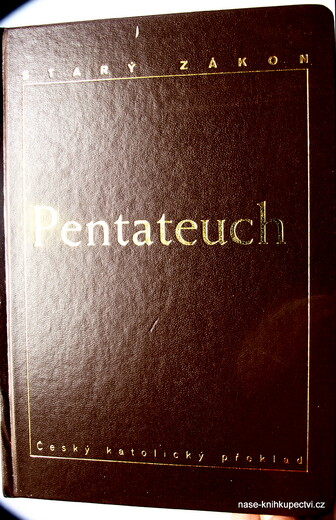 STARÝ ZÁKON
Pentateuch
Český katolický překlad
nase-knihkupectvi.cz